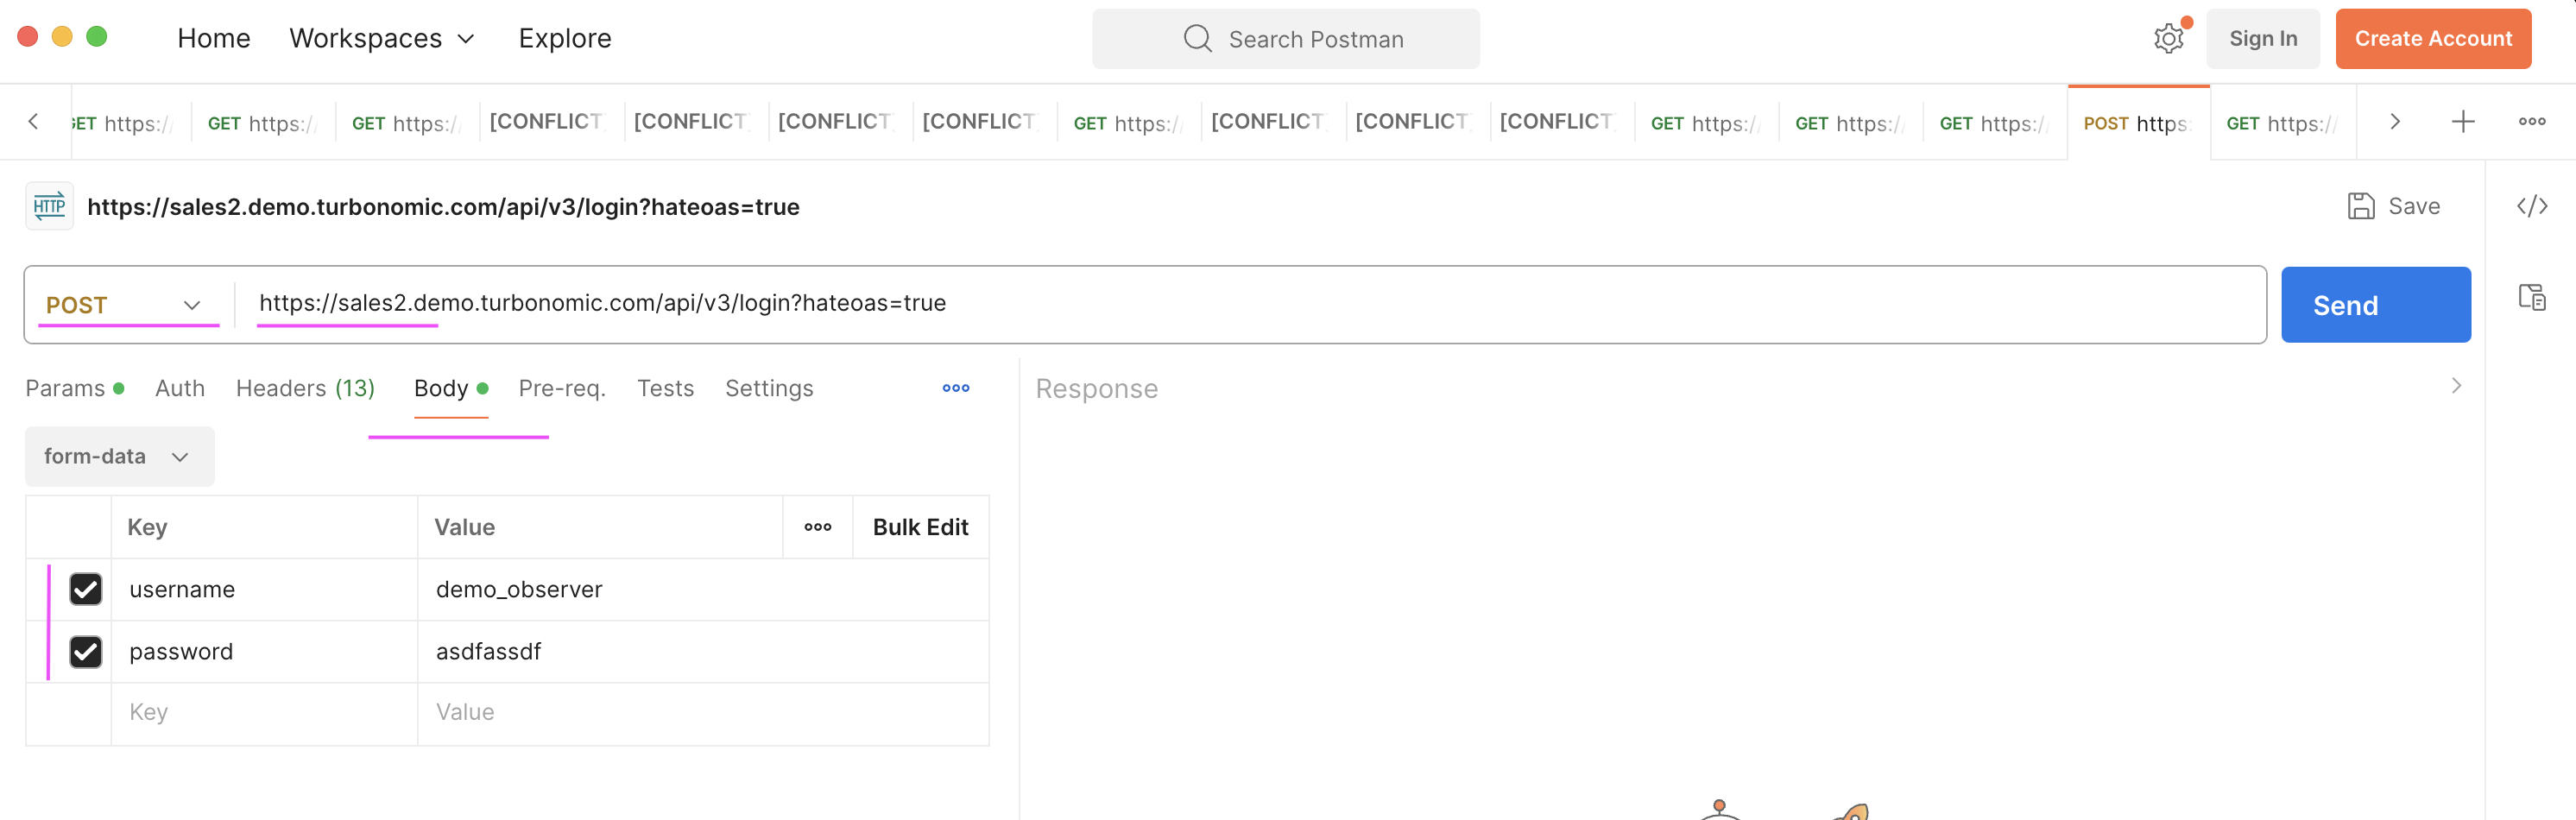 Home Workspaces Explore Search Postman Sign In Create Account
GET https:/ GET https:/ GET https:/ [CONFLICT [CONFLICT [CONFLICT [CONFLICT GET https:/ [CONFLICT [CONFLICT [CONFLICT GET https:/ GET https:/ GET https:/ POST https: GET https:/
HTTP https://sales2.demo.turbonomic.com/api/v3/login?hateoas=true Save
POST https://sales2.demo.turbonomic.com/api/v3/login?hateoas=true Send
Params Auth Headers (13) Body Pre-req. Tests Settings Response
form-data
Key Value Bulk Edit
username demo_observer
password asdfassdf
Key Value